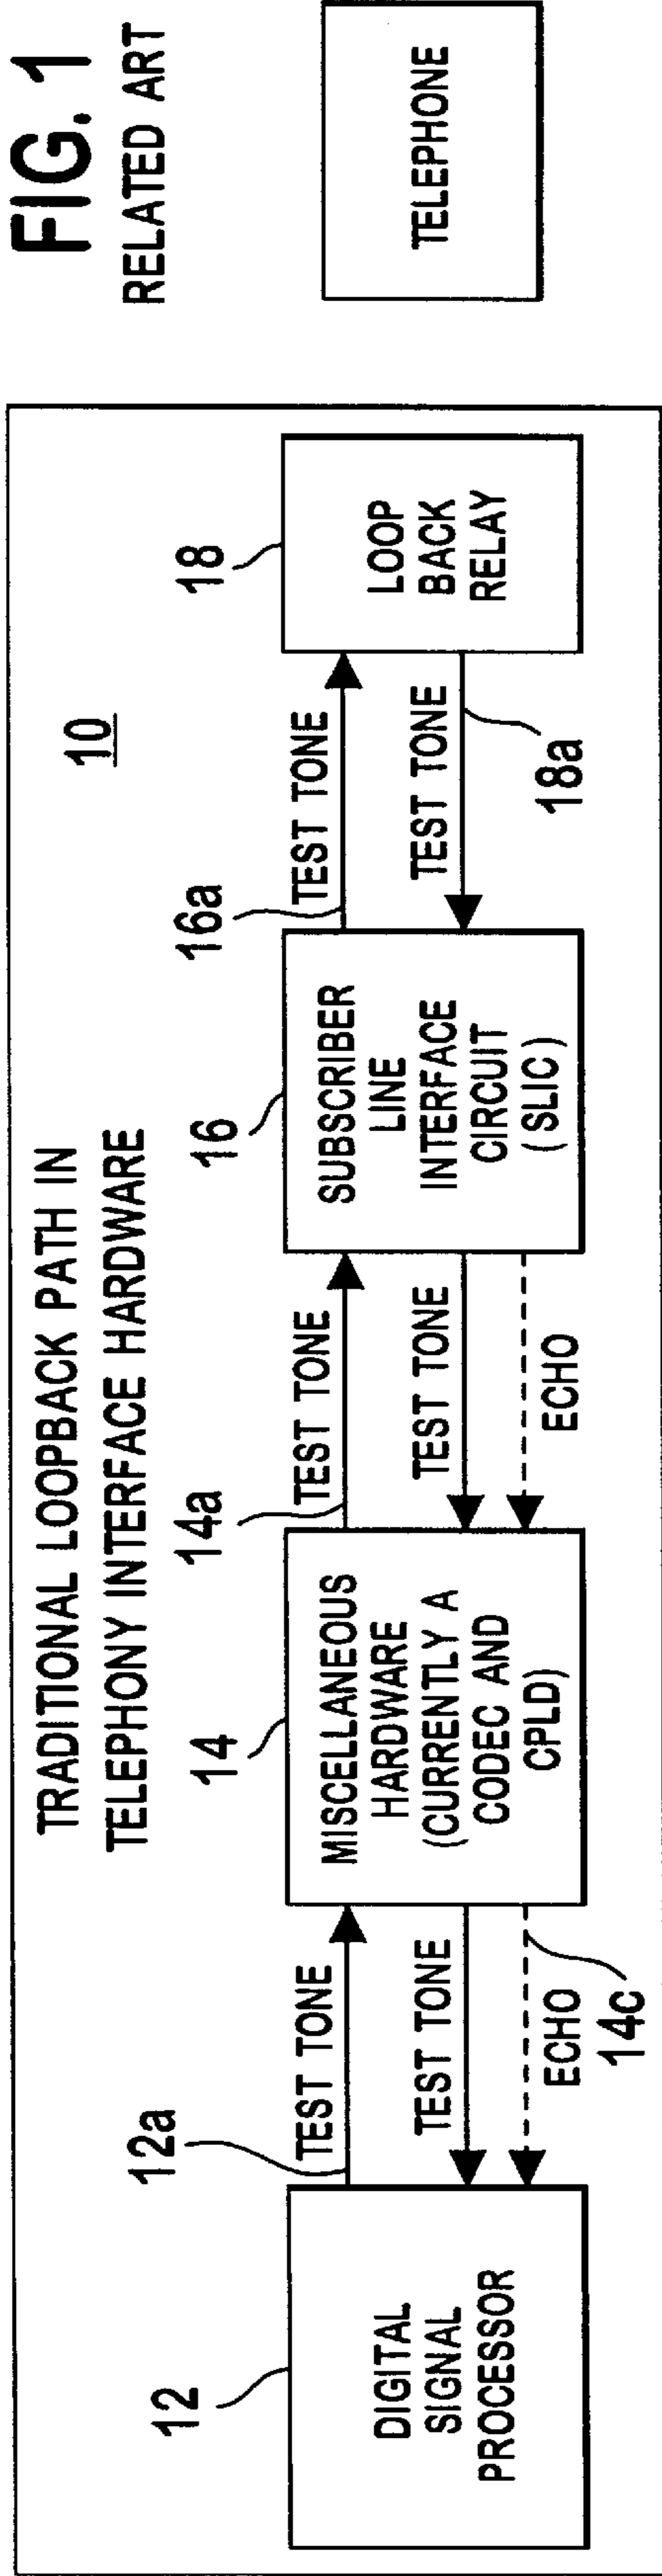 FIG. 1
RELATED ART
TRADITIONAL LOOPBACK PATH IN
TELEPHONY INTERFACE HARDWARE
10
12
DIGITAL
SIGNAL
PROCESSOR
12a
TEST TONE
TEST TONE
ECHO
14c
14
MISCELLANEOUS
HARDWARE
(CURRENTLY A
CODEC AND
CPLD)
14a
TEST TONE
TEST TONE
ECHO
16
SUBSCRIBER
LINE
INTERFACE
CIRCUIT
(SLIC)
16a
TEST TONE
TEST TONE
18a
18
LOOP
BACK
RELAY
TELEPHONE